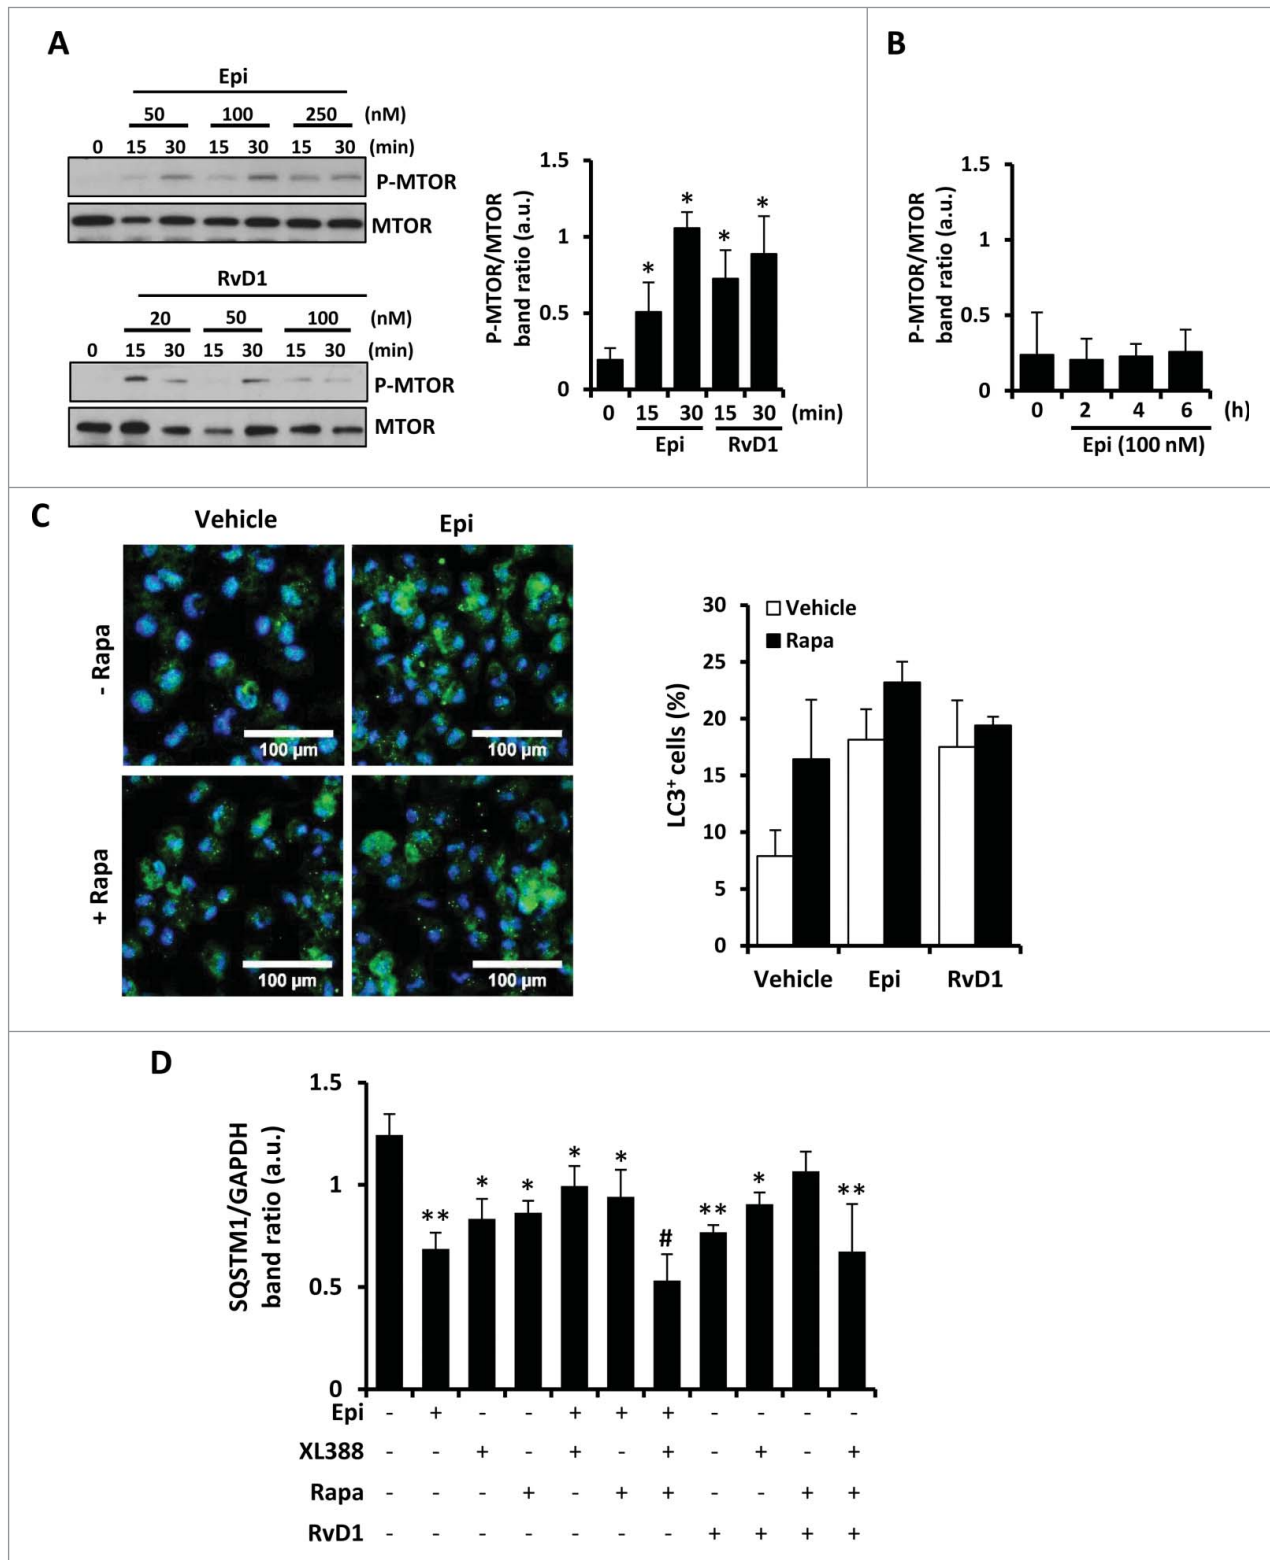 A
Epi
50 100 250 (nM)
0 15 30 15 30 15 30 (min)
P-MTOR
MTOR
RvD1
20 50 100 (nM)
0 15 30 15 30 15 30 (min)
P-MTOR
MTOR
P-MTOR/MTOR
band ratio (a.u.)
1.5
1
0.5
0
0 15 30 15 30 (min)
Epi RvD1
B
P-MTOR/MTOR
band ratio (a.u.)
1.5
1
0.5
0
0 2 4 6 (h)
Epi (100 nM)
* * * *
C
Vehicle Epi
- Rapa
100 µm 100 µm
+ Rapa
100 µm 100 µm
LC3+ cells (%)
30
25
20
15
10
5
0
Vehicle
Rapa
Vehicle Epi RvD1
D
SQSTM1/GAPDH
band ratio (a.u.)
1.5
1
0.5
0
** * * * * # ** * **
Epi - + - - + + + - - - -
XL388 - - + - + - + - + - +
Rapa - - - + - + + - - + +
RvD1 - - - - - - - + + + +